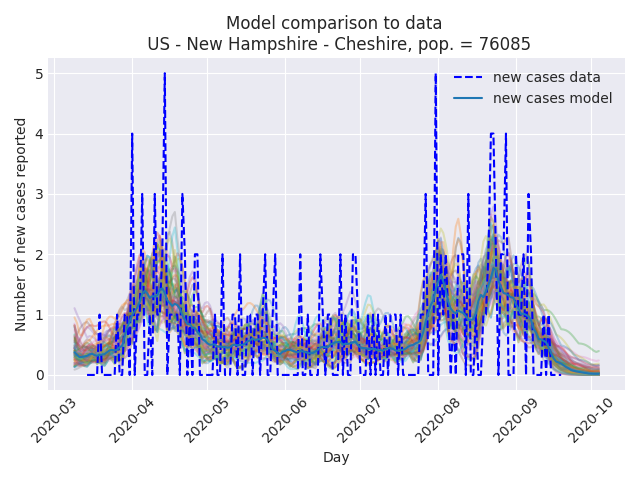 Model comparison to data
US - New Hampshire - Cheshire, pop. = 76085
new cases data
new cases model
Number of new cases reported
5
4
3
2
1
0
2020-03
2020-04
2020-05
2020-06
2020-07
2020-08
2020-09
2020-10
Day